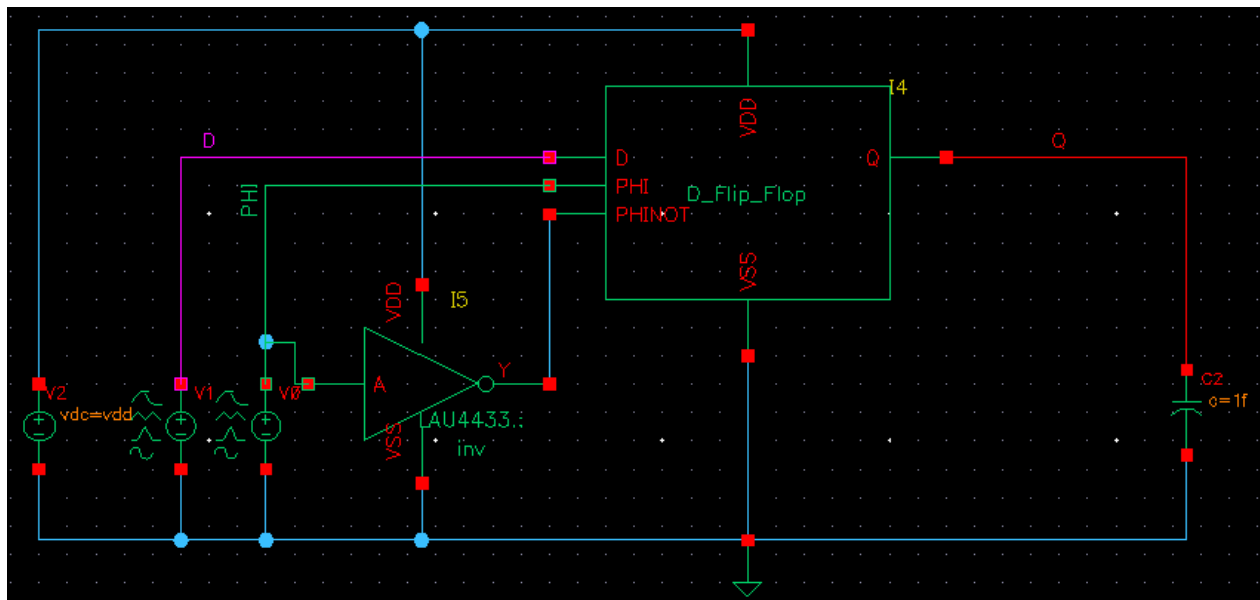 I4
VDD
D
Q
D
Q
PHI
PHI
D_Flip_Flop
PHINOT
VSS
VDD
I5
V2
V1
V0
A
Y
C2
vdc=vdd
c=1f
LAU4433.:
VSS
inv